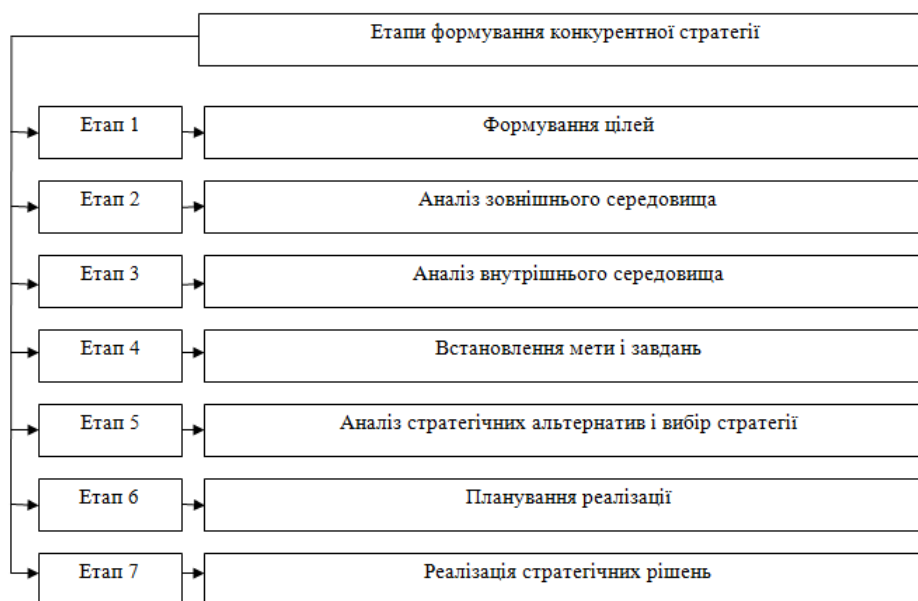 Етапи формування конкурентної стратегії
Етап 1
Формування цілей
Етап 2
Аналіз зовнішнього середовища
Етап 3
Аналіз внутрішнього середовища
Етап 4
Встановлення мети і завдань
Етап 5
Аналіз стратегічних альтернатив і вибір стратегії
Етап 6
Планування реалізації
Етап 7
Реалізація стратегічних рішень